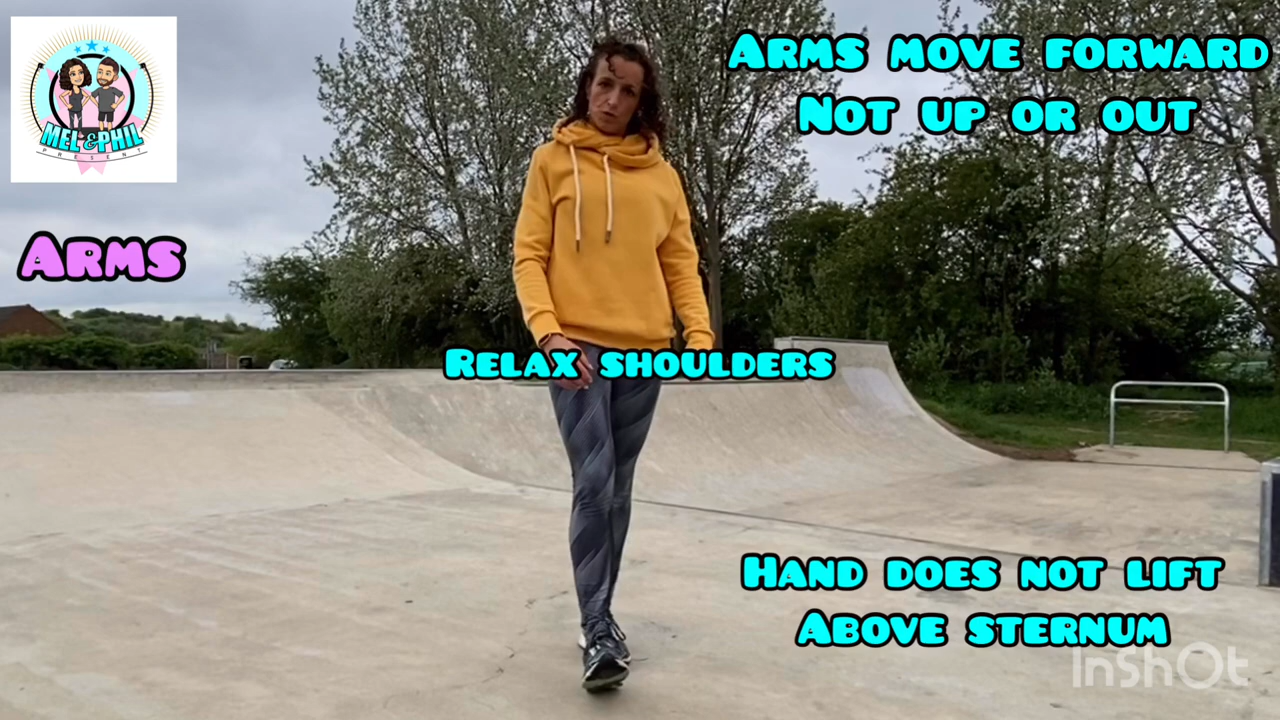 MEL & PHIL
PRESENT
ARMS
ARMS MOVE FORWARD
NOT UP OR OUT
RELAX SHOULDERS
HAND DOES NOT LIFT
ABOVE STERNUM
InShOt